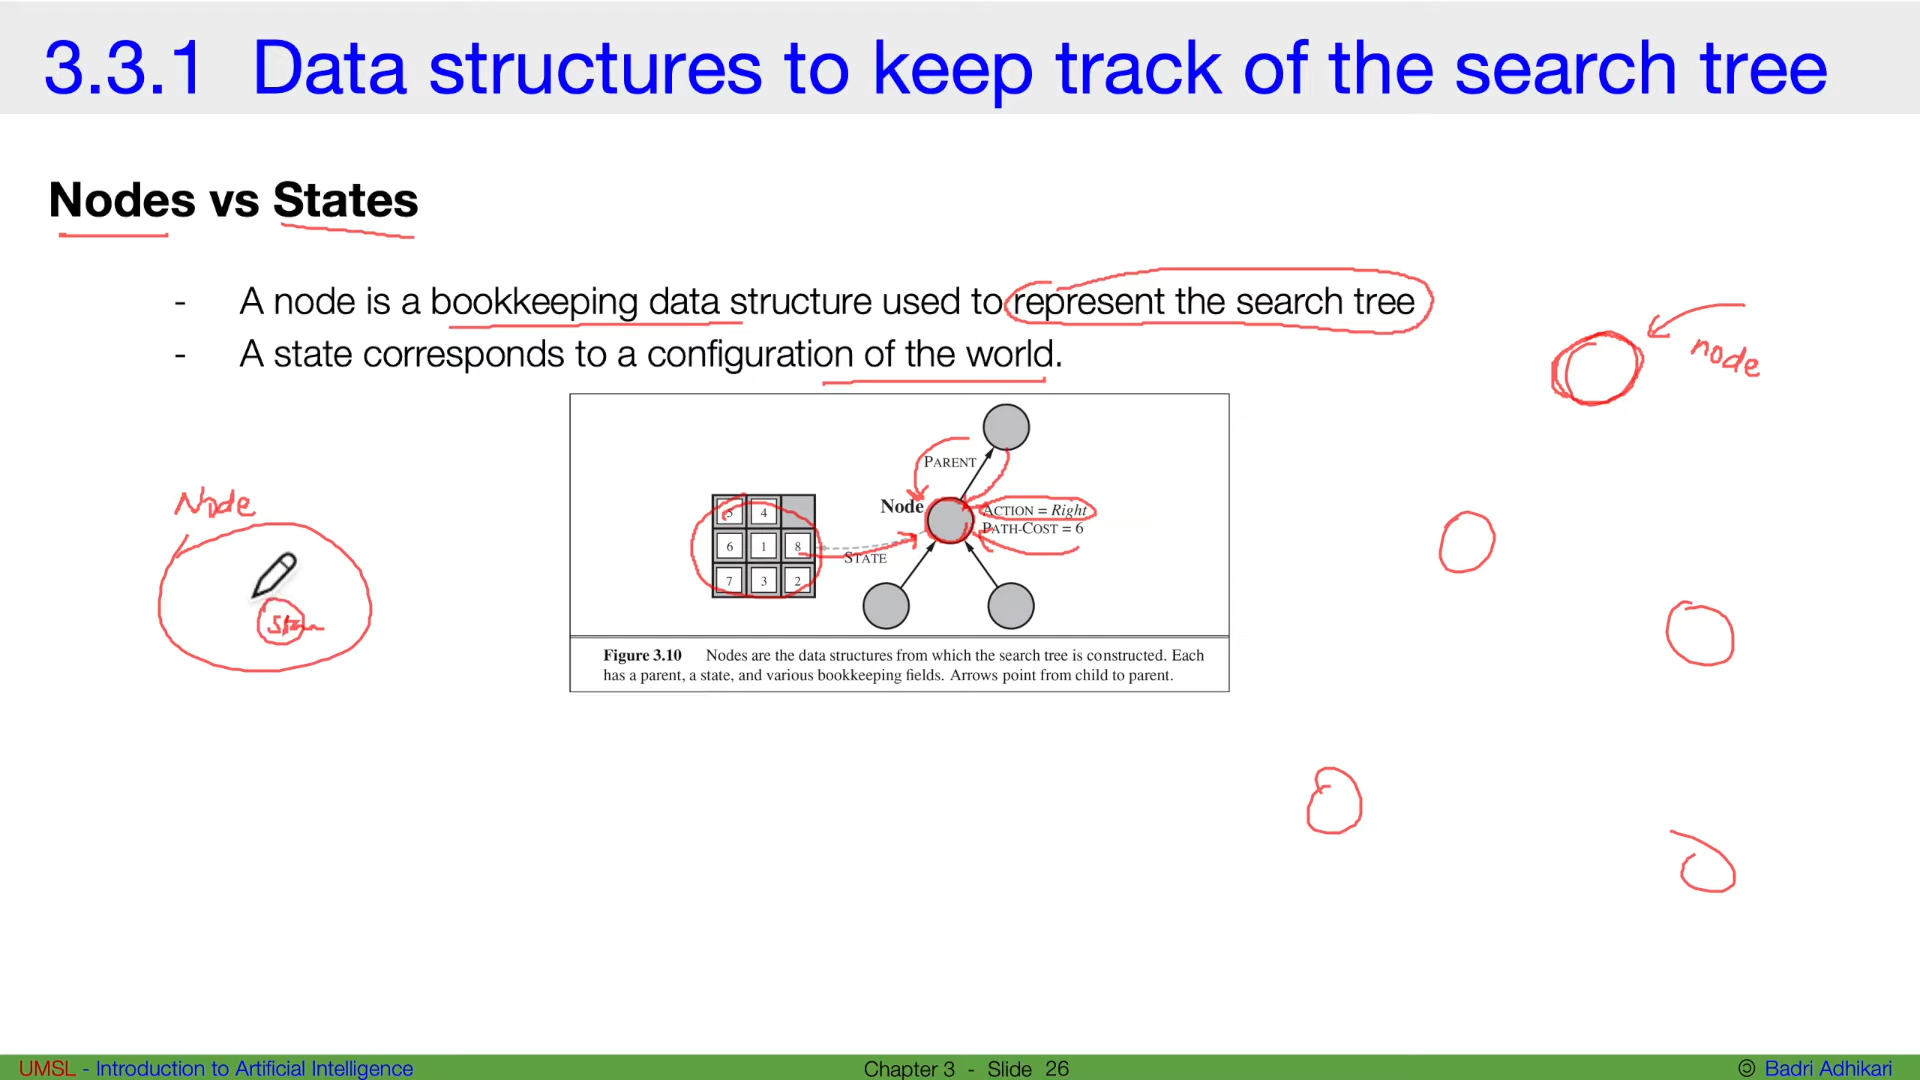 3.3.1 Data structures to keep track of the search tree
Nodes vs States
- A node is a bookkeeping data structure used to represent the search tree
- A state corresponds to a configuration of the world.
node
Node
PARENT
Node
ACTION = Right
PATH-COST = 6
STATE
5 4
6 1 8
7 3 2
Figure 3.10 Nodes are the data structures from which the search tree is constructed. Each
has a parent, a state, and various bookkeeping fields. Arrows point from child to parent.
UMSL - Introduction to Artificial Intelligence
Chapter 3 - Slide 26
Badri Adhikari